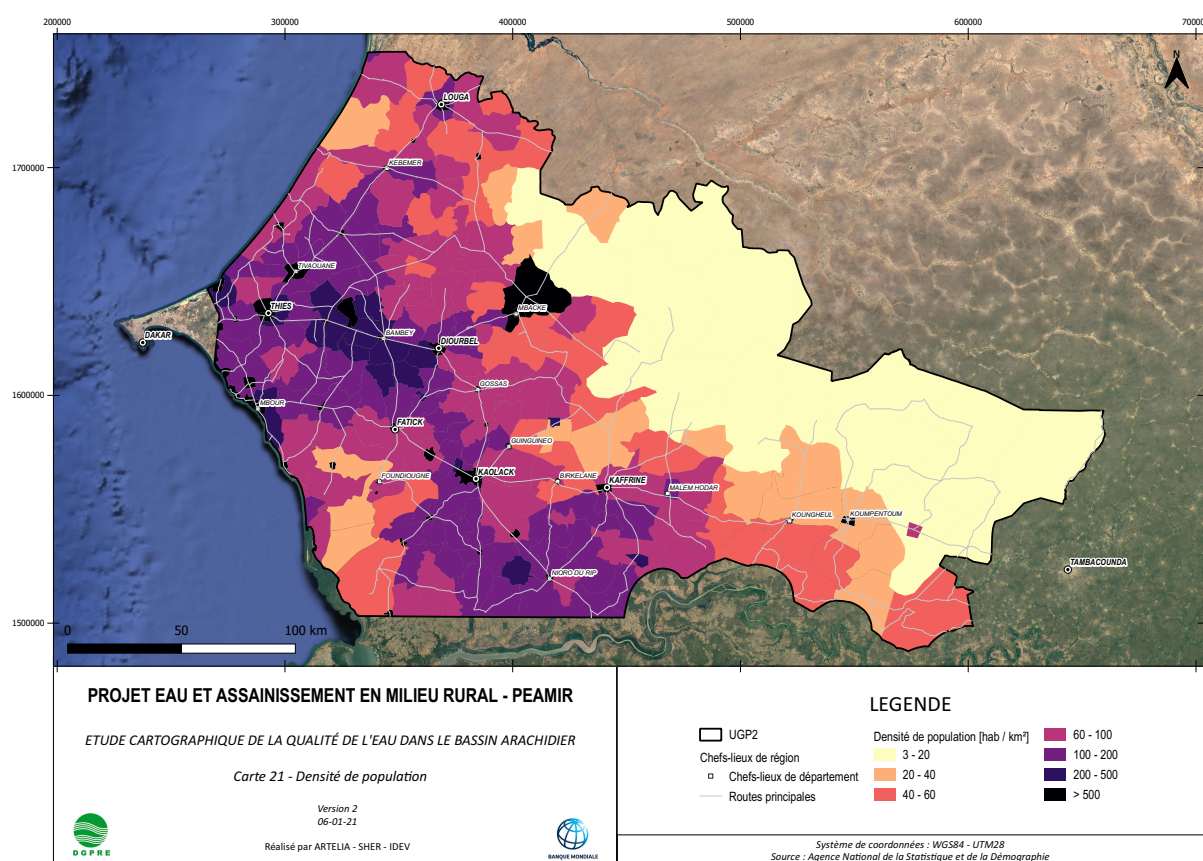 200000 300000 400000 500000 600000 700000
N
1700000
1600000
1500000
LOUGA
KEBEMER
TIVAOUANE
THIES
MBACKE
DAKAR
BAMBEY
DIOURBEL
GOSSAS
MBOUR
FATICK
GUINGUINEO
FOUNDIOUGNE
KAOLACK
BIRKELANE
KAFFRINE
MALEM HODAR
KOUNGHEUL
KOUMPENTOUM
TAMBACOUNDA
NIORO DU RIP
0 50 100 km
PROJET EAU ET ASSAINISSEMENT EN MILIEU RURAL - PEAMIR
ETUDE CARTOGRAPHIQUE DE LA QUALITÉ DE L'EAU DANS LE BASSIN ARACHIDIER
Carte 21 - Densité de population
Version 2
06-01-21
Réalisé par ARTELIA - SHER - IDEV
DGPRE
BANQUE MONDIALE
LEGENDE
UGP2
Chefs-lieux de région
Chefs-lieux de département
Routes principales
Densité de population [hab / km²]
3 - 20
20 - 40
40 - 60
60 - 100
100 - 200
200 - 500
> 500
Système de coordonnées : WGS84 - UTM28
Source : Agence National de la Statistique et de la Démographie